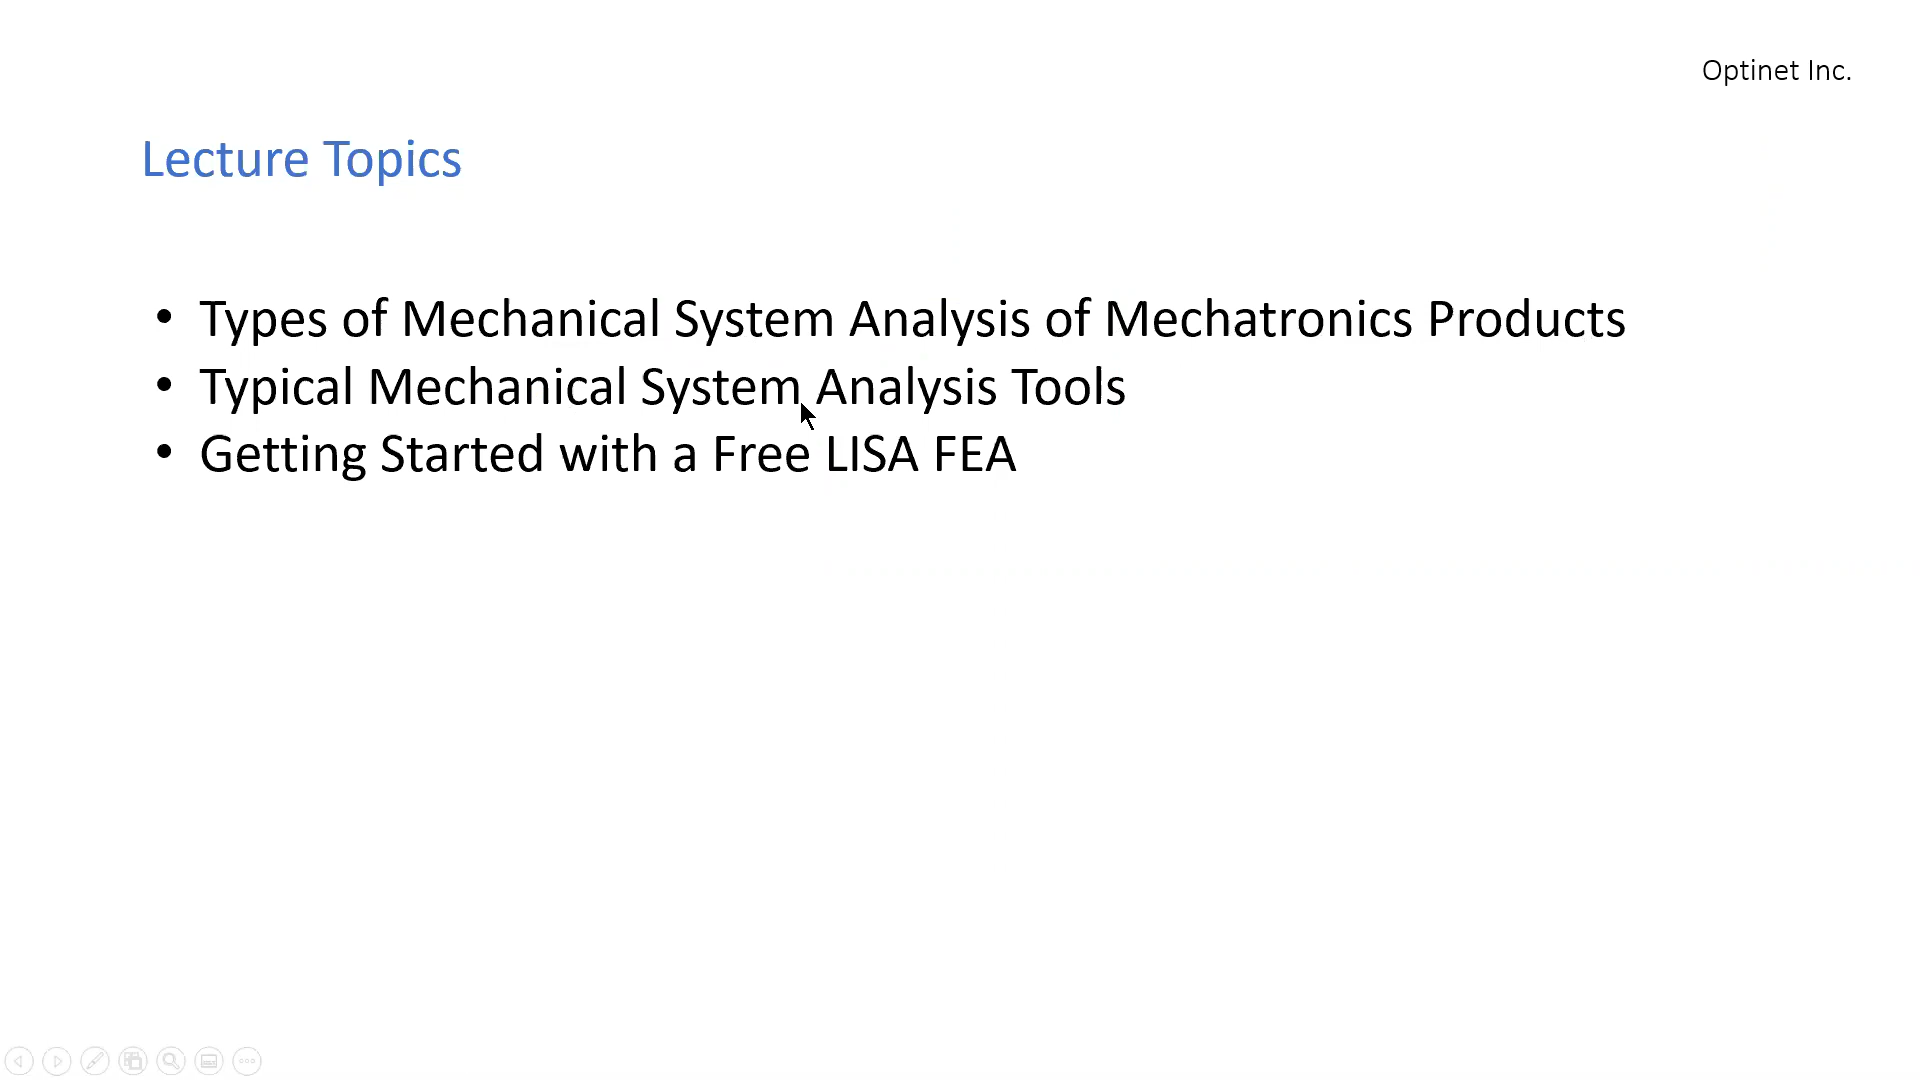 Optinet Inc.
Lecture Topics
• Types of Mechanical System Analysis of Mechatronics Products
• Typical Mechanical System Analysis Tools
• Getting Started with a Free LISA FEA